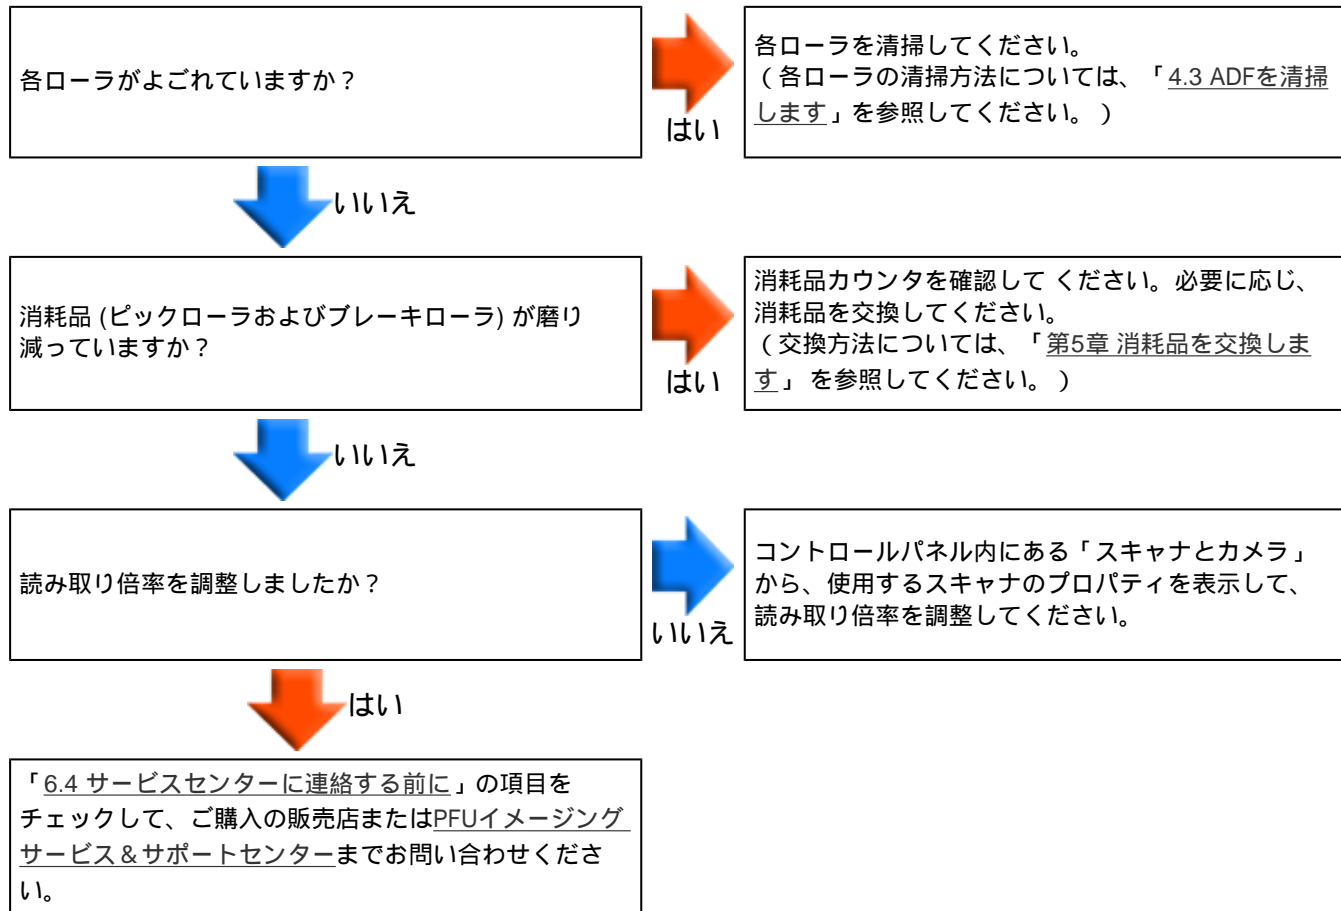 各ローラがよごれていますか？
はい
各ローラを清掃してください。
（各ローラの清掃方法については、「4.3 ADFを清掃
します」を参照してください。）
いいえ
消耗品 (ピックローラおよびブレーキローラ) が磨り
減っていますか？
はい
消耗品カウンタを確認して ください。必要に応じ、
消耗品を交換してください。
（交換方法については、「第5章 消耗品を交換しま
す」 を参照してください。）
いいえ
読み取り倍率を調整しましたか？
いいえ
コントロールパネル内にある「スキャナとカメラ」
から、使用するスキャナのプロパティを表示して、
読み取り倍率を調整してください。
はい
「6.4 サービスセンターに連絡する前に」の項目を
チェックして、ご購入の販売店またはPFUイメージング
サービス＆サポートセンターまでお問い合わせくださ
い。